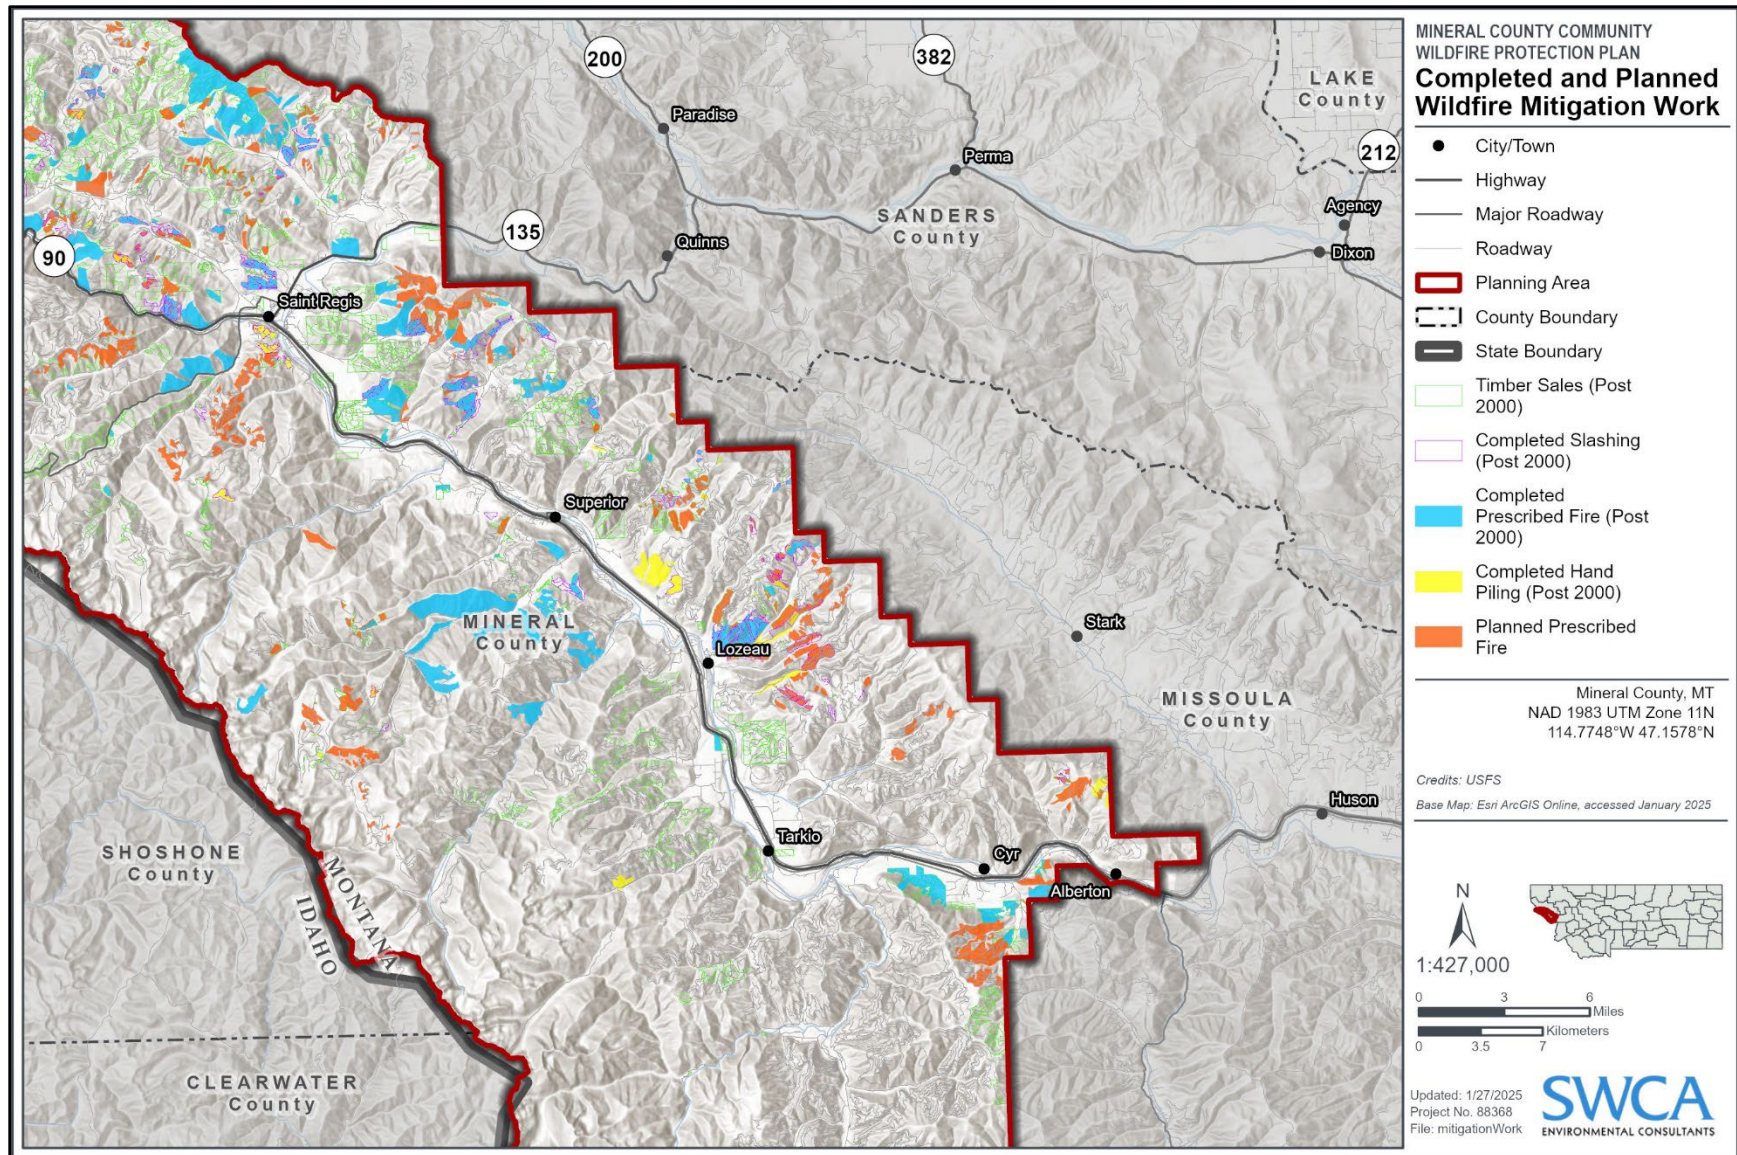 200
382
LAKE
County
Paradise
Perma
212
SANDERS
County
Agency
135
Quinns
Dixon
90
Saint Regis
Superior
MINERAL
County
Lozeau
Stark
MISSOULA
County
Huson
Tarkio
Cyr
Alberton
SHOSHONE
County
MONTANA
IDAHO
CLEARWATER
County
MINERAL COUNTY COMMUNITY
WILDFIRE PROTECTION PLAN
Completed and Planned
Wildfire Mitigation Work
City/Town
Highway
Major Roadway
Roadway
Planning Area
County Boundary
State Boundary
Timber Sales (Post
2000)
Completed Slashing
(Post 2000)
Completed
Prescribed Fire (Post
2000)
Completed Hand
Piling (Post 2000)
Planned Prescribed
Fire
Mineral County, MT
NAD 1983 UTM Zone 11N
114.7748°W 47.1578°N
Credits: USFS
Base Map: Esri ArcGIS Online, accessed January 2025
N
1:427,000
0 3 6
Miles
Kilometers
0 3.5 7
Updated: 1/27/2025
Project No. 88368
File: mitigationWork
SWCA
ENVIRONMENTAL CONSULTANTS